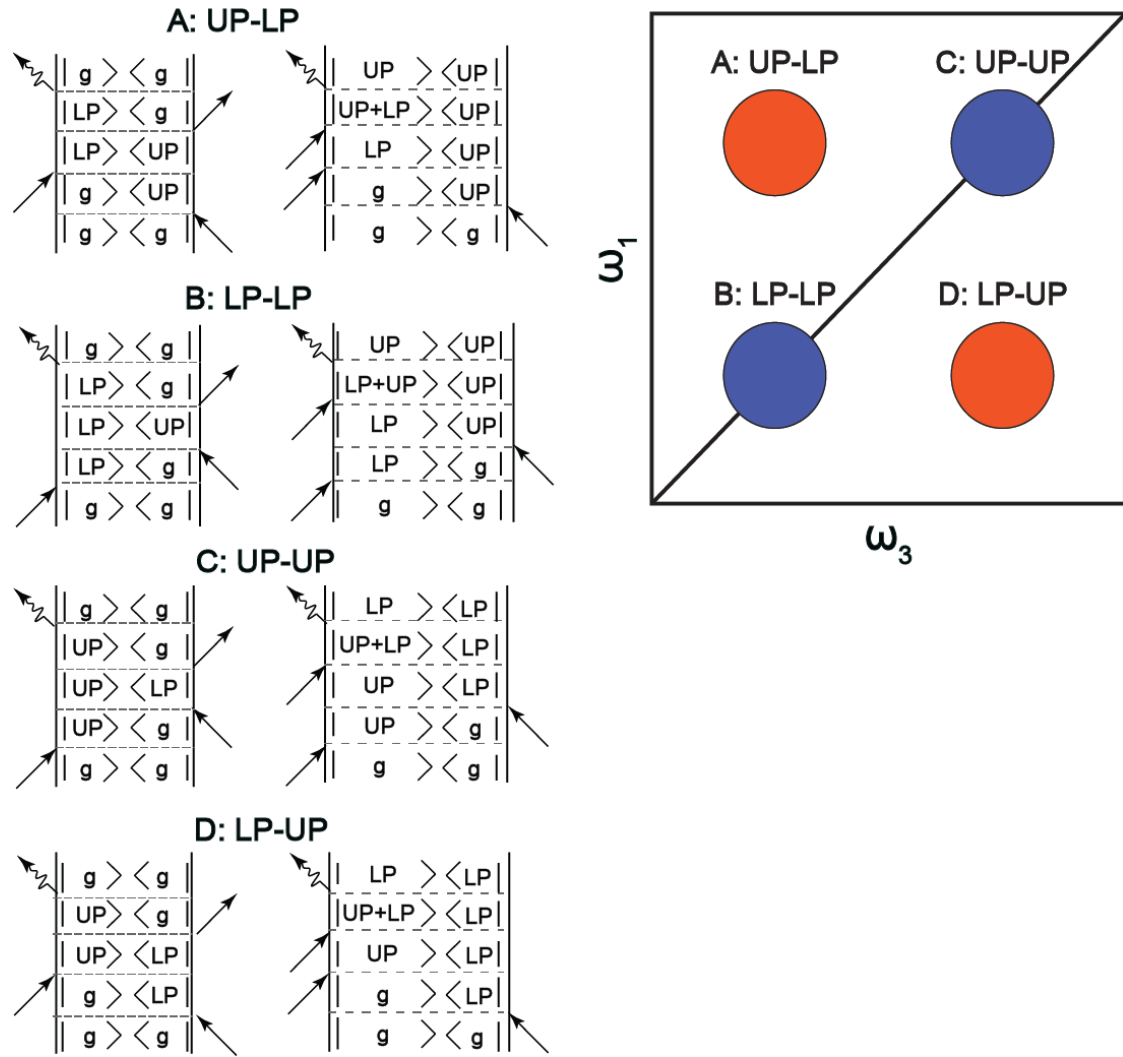 A: UP-LP
| g > < g |
| LP > < g |
| LP > < UP |
| g > < UP |
| g > < g |
| UP > < UP |
| UP+LP > < UP |
| LP > < UP |
| g > < UP |
| g > < g |
B: LP-LP
| g > < g |
| LP > < g |
| LP > < UP |
| LP > < g |
| g > < g |
| UP > < UP |
| LP+UP > < UP |
| LP > < UP |
| LP > < g |
| g > < g |
C: UP-UP
| g > < g |
| UP > < g |
| UP > < LP |
| UP > < g |
| g > < g |
| LP > < LP |
| UP+LP > < LP |
| UP > < LP |
| UP > < g |
| g > < g |
D: LP-UP
| g > < g |
| UP > < g |
| UP > < LP |
| g > < LP |
| g > < g |
| LP > < LP |
| UP+LP > < LP |
| UP > < LP |
| g > < LP |
| g > < g |
A: UP-LP
C: UP-UP
B: LP-LP
D: LP-UP
ω₁
ω₃